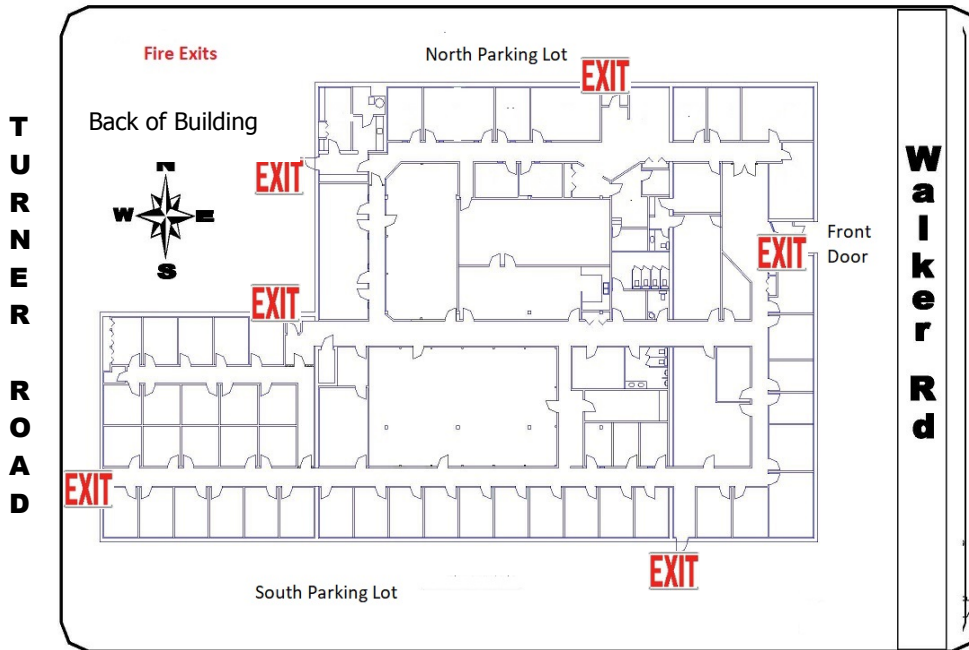 Fire Exits
North Parking Lot
EXIT
Back of Building
N
EXIT
W E
S
Front
Door
EXIT
EXIT
EXIT
EXIT
South Parking Lot
TURNER ROAD
Walker Rd